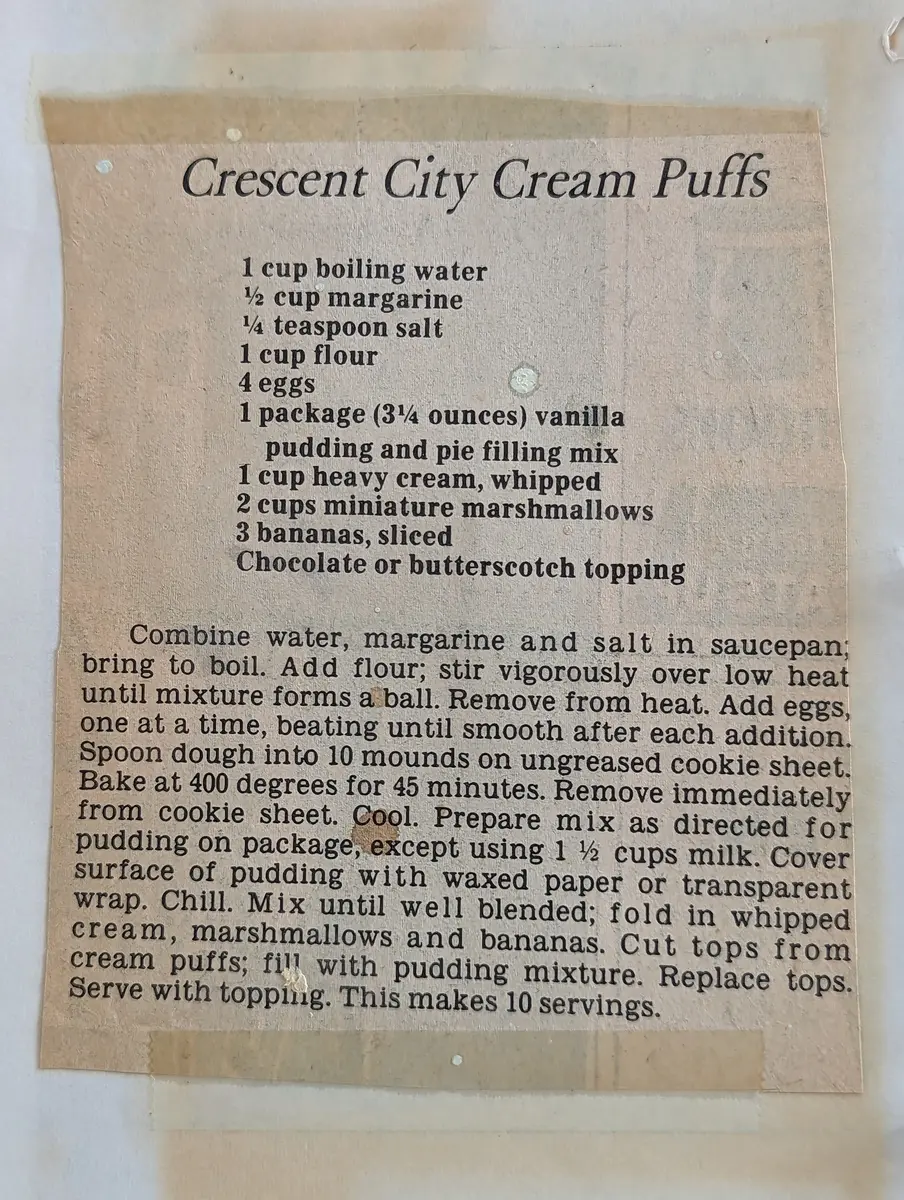 Crescent City Cream Puffs
1 cup boiling water
½ cup margarine
¼ teaspoon salt
1 cup flour
4 eggs
1 package (3¼ ounces) vanilla
pudding and pie filling mix
1 cup heavy cream, whipped
2 cups miniature marshmallows
3 bananas, sliced
Chocolate or butterscotch topping
Combine water, margarine and salt in saucepan;
bring to boil. Add flour; stir vigorously over low heat
until mixture forms a ball. Remove from heat. Add eggs,
one at a time, beating until smooth after each addition.
Spoon dough into 10 mounds on ungreased cookie sheet.
Bake at 400 degrees for 45 minutes. Remove immediately
from cookie sheet. Cool. Prepare mix as directed for
pudding on package, except using 1 ½ cups milk. Cover
surface of pudding with waxed paper or transparent
wrap. Chill. Mix until well blended; fold in whipped
cream, marshmallows and bananas. Cut tops from
cream puffs; fill with pudding mixture. Replace tops.
Serve with topping. This makes 10 servings.